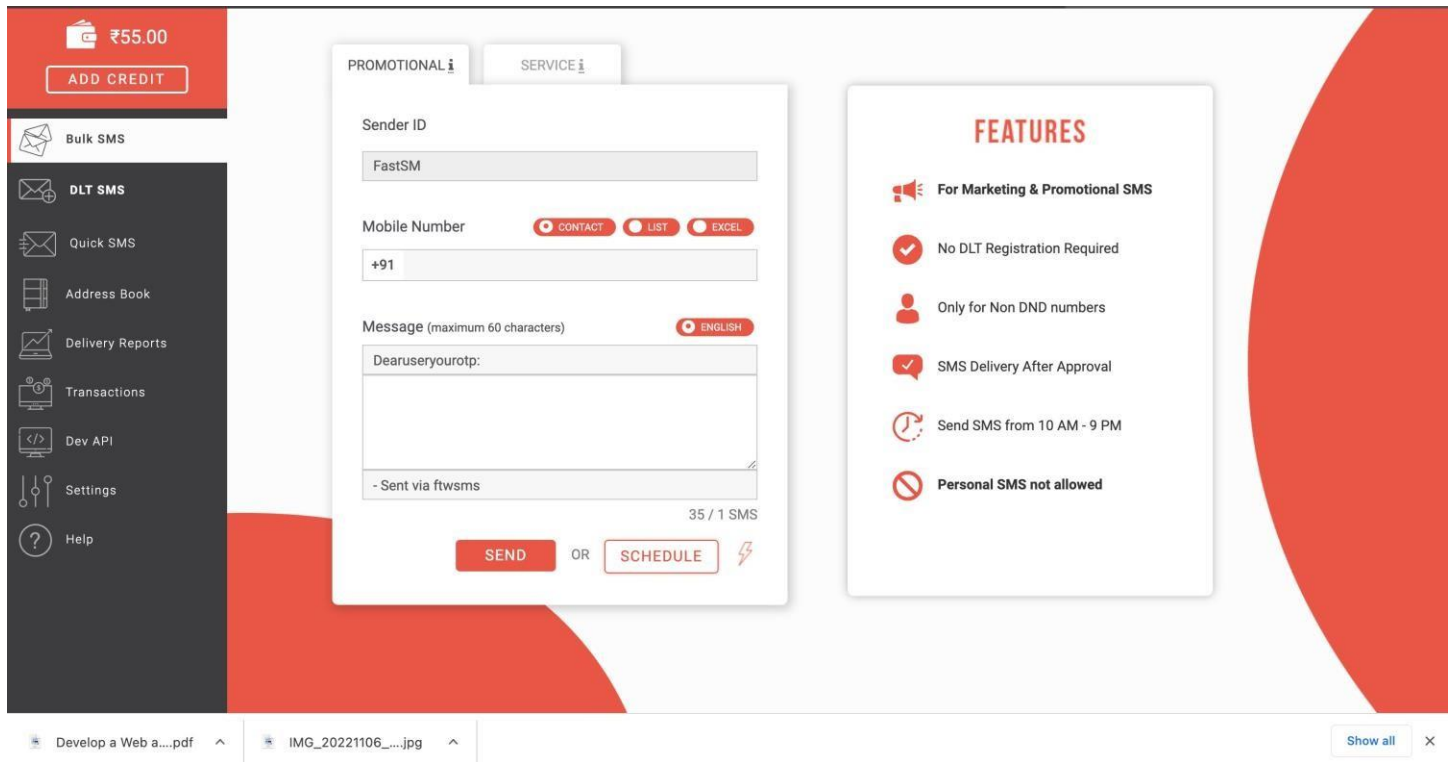 ₹55.00
ADD CREDIT
Bulk SMS
DLT SMS
Quick SMS
Address Book
Delivery Reports
Transactions
Dev API
Settings
Help
PROMOTIONAL i
SERVICE i
Sender ID
FastSM
Mobile Number CONTACT LIST EXCEL
+91
Message (maximum 60 characters) ENGLISH
Dearuseryourotp:
- Sent via ftwsms
35 / 1 SMS
SEND OR SCHEDULE
FEATURES
For Marketing & Promotional SMS
No DLT Registration Required
Only for Non DND numbers
SMS Delivery After Approval
Send SMS from 10 AM - 9 PM
Personal SMS not allowed
Develop a Web a....pdf
IMG_20221106_....jpg
Show all